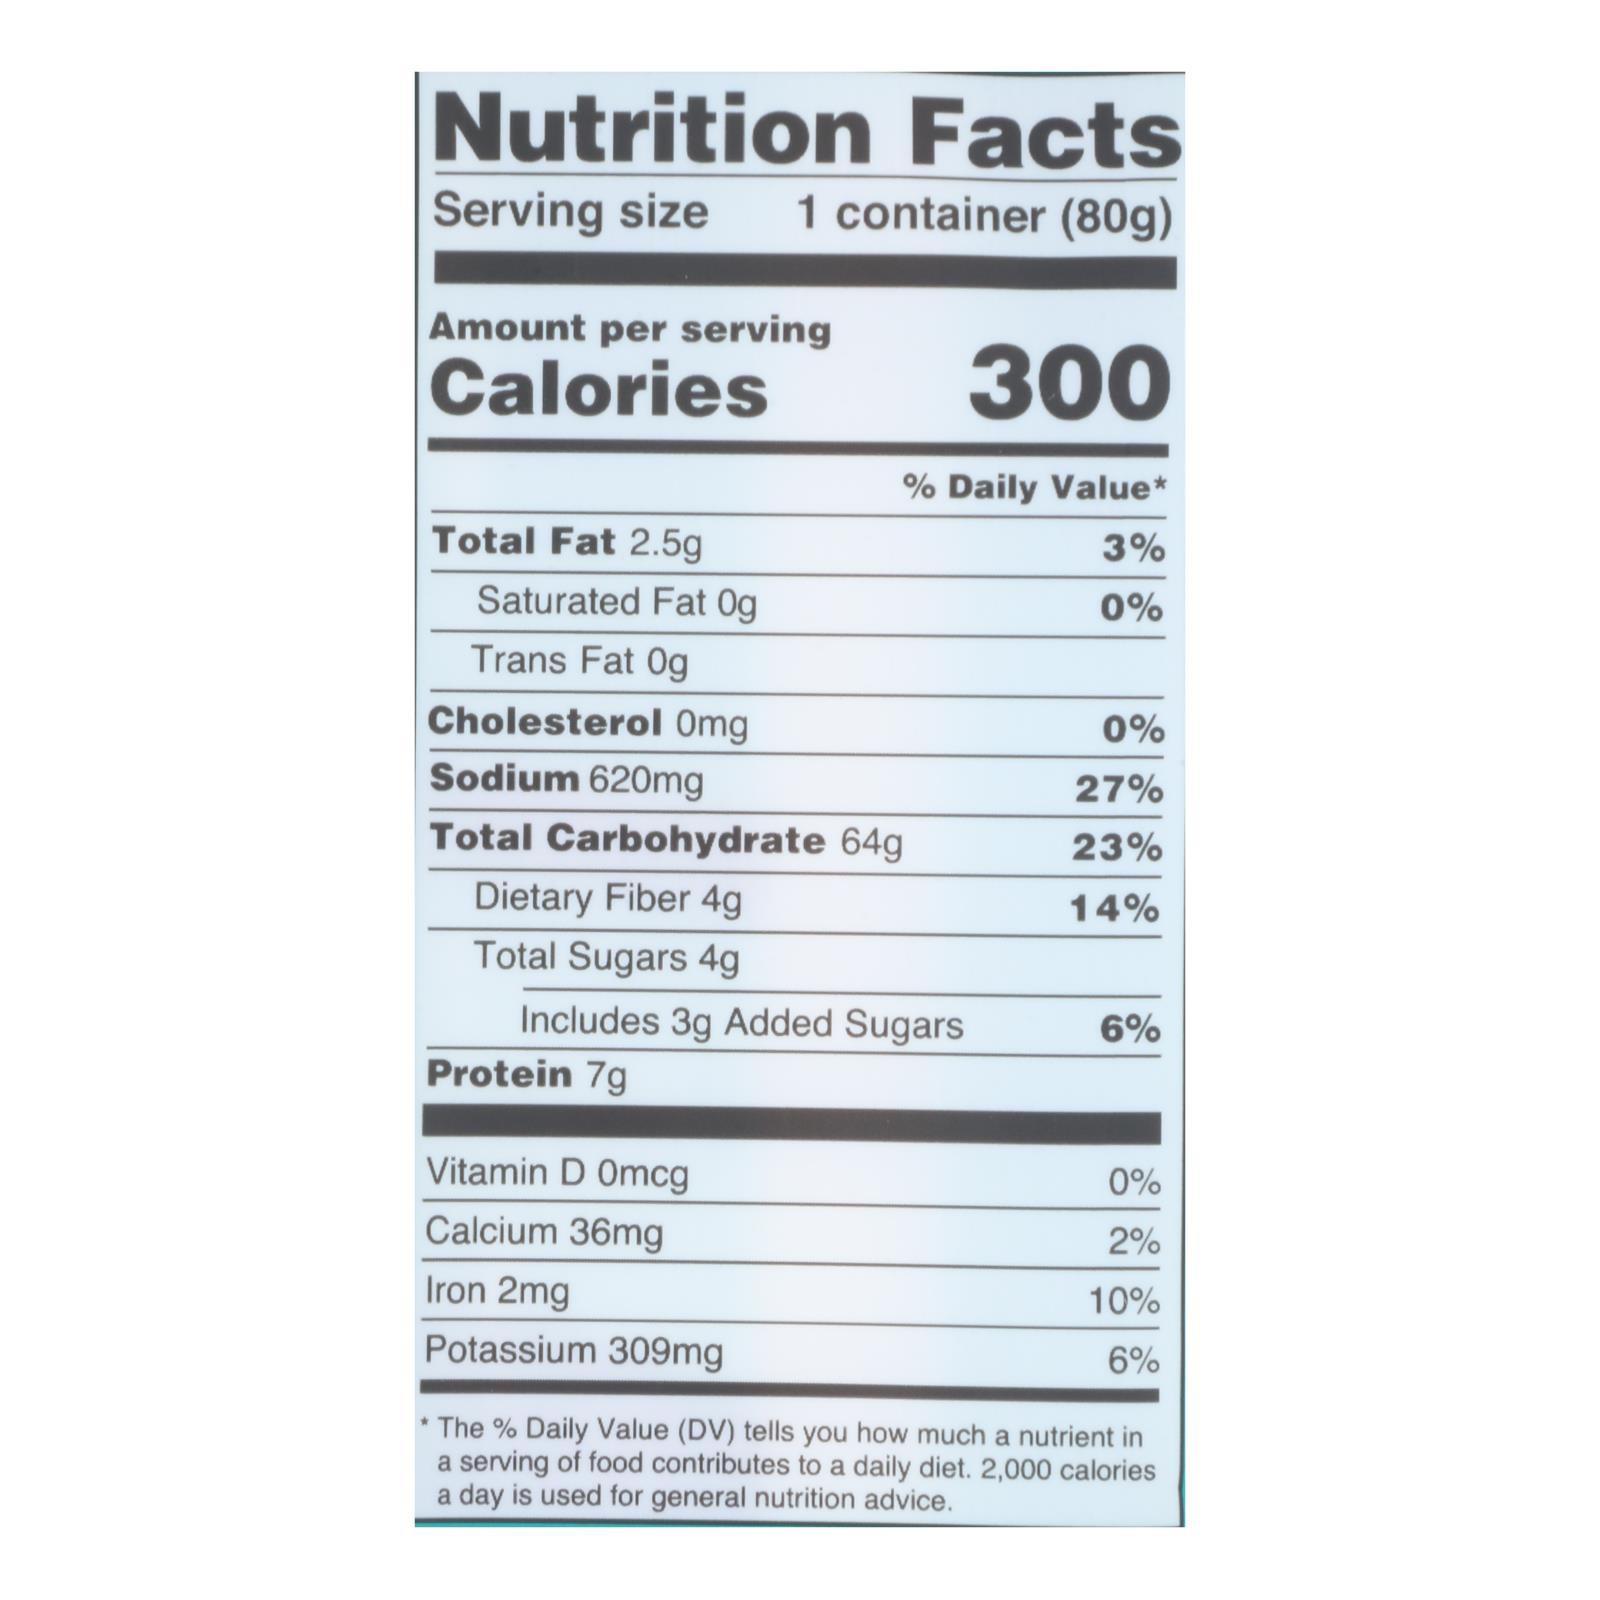 Nutrition Facts
Serving size 1 container (80g)
Amount per serving
Calories 300
% Daily Value*
Total Fat 2.5g 3%
Saturated Fat 0g 0%
Trans Fat 0g
Cholesterol 0mg 0%
Sodium 620mg 27%
Total Carbohydrate 64g 23%
Dietary Fiber 4g 14%
Total Sugars 4g
Includes 3g Added Sugars 6%
Protein 7g
Vitamin D 0mcg 0%
Calcium 36mg 2%
Iron 2mg 10%
Potassium 309mg 6%
* The % Daily Value (DV) tells you how much a nutrient in
a serving of food contributes to a daily diet. 2,000 calories
a day is used for general nutrition advice.